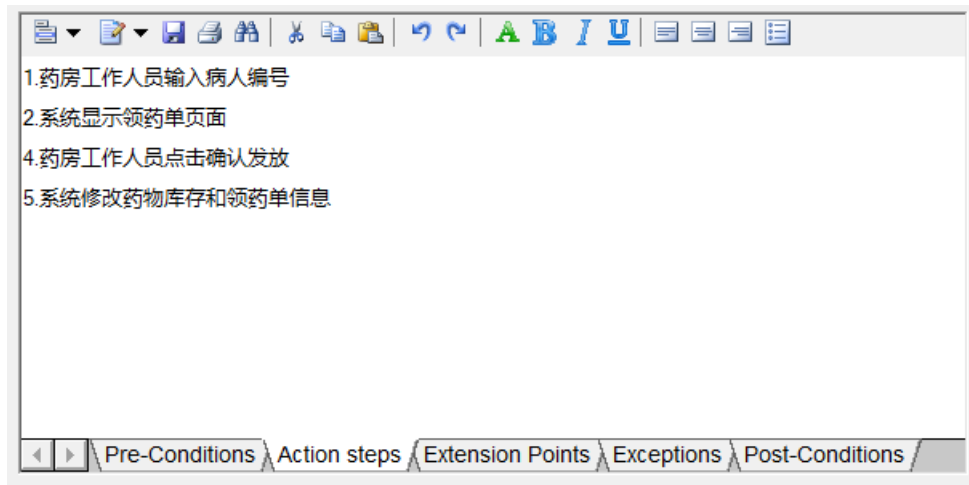 1.药房工作人员输入病人编号
2.系统显示领药单页面
4.药房工作人员点击确认发放
5.系统修改药物库存和领药单信息
Pre-Conditions Action steps Extension Points Exceptions Post-Conditions